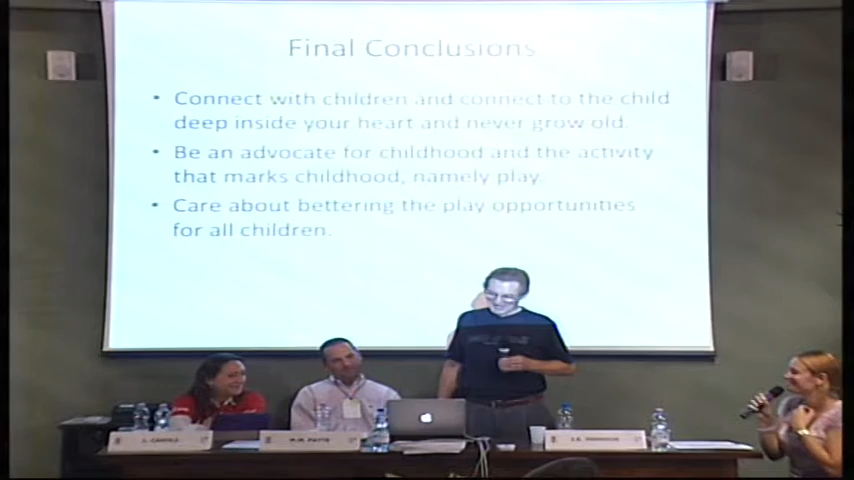 Final Conclusions
• Connect with children and connect to the child
deep inside your heart and never grow old.
• Be an advocate for childhood and the activity
that marks childhood, namely play.
• Care about bettering the play opportunities
for all children.